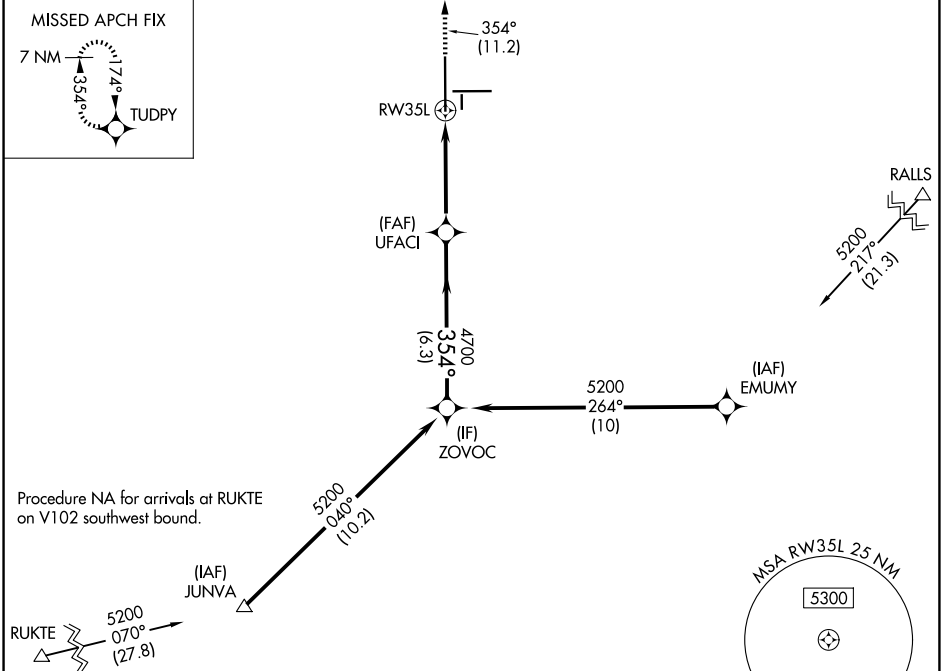 MISSED APCH FIX
7 NM
354°
174°
TUDPY
354°
(11.2)
RW35L
RALLS
5200
217°
(21.3)
(FAF)
UFACI
4700
354°
(6.3)
(IAF)
EMUMY
5200
264°
(10)
(IF)
ZOVOC
5200
040°
(10.2)
Procedure NA for arrivals at RUKTE
on V102 southwest bound.
(IAF)
JUNVA
RUKTE
5200
070°
(27.8)
MSA RW35L 25 NM
5300